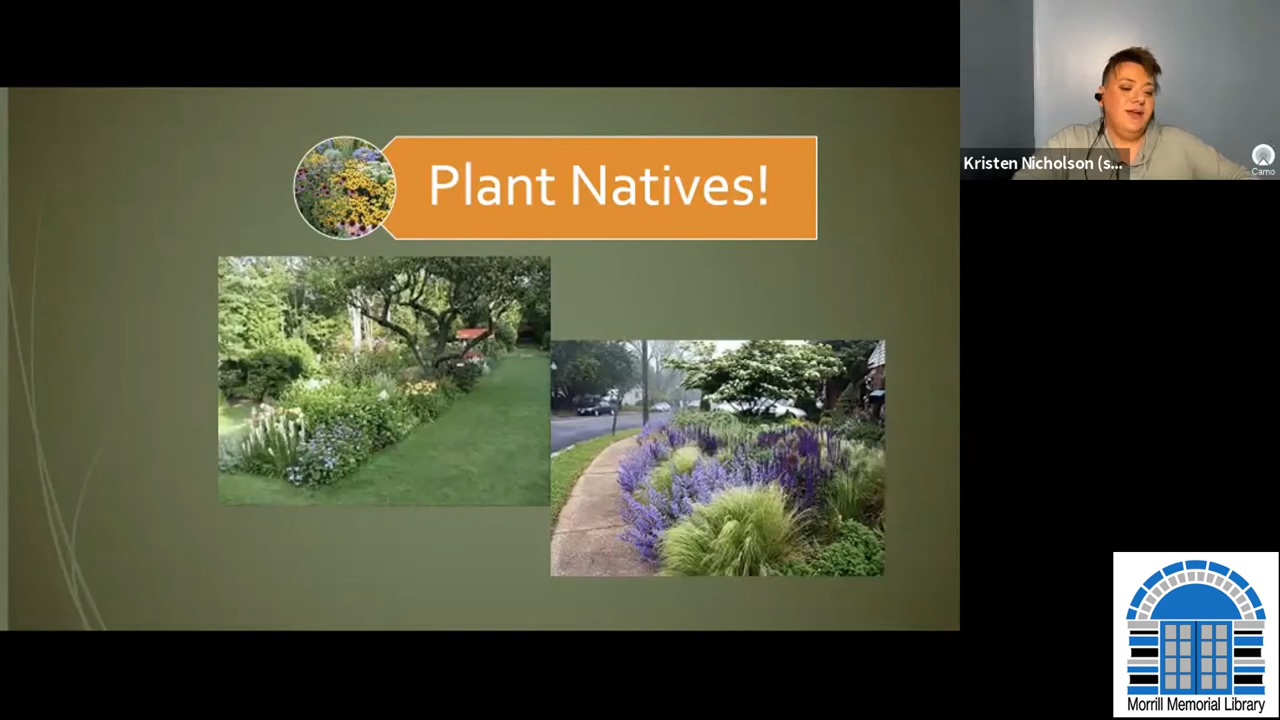 Plant Natives!
Kristen Nicholson (s...
Camo
Morrill Memorial Library